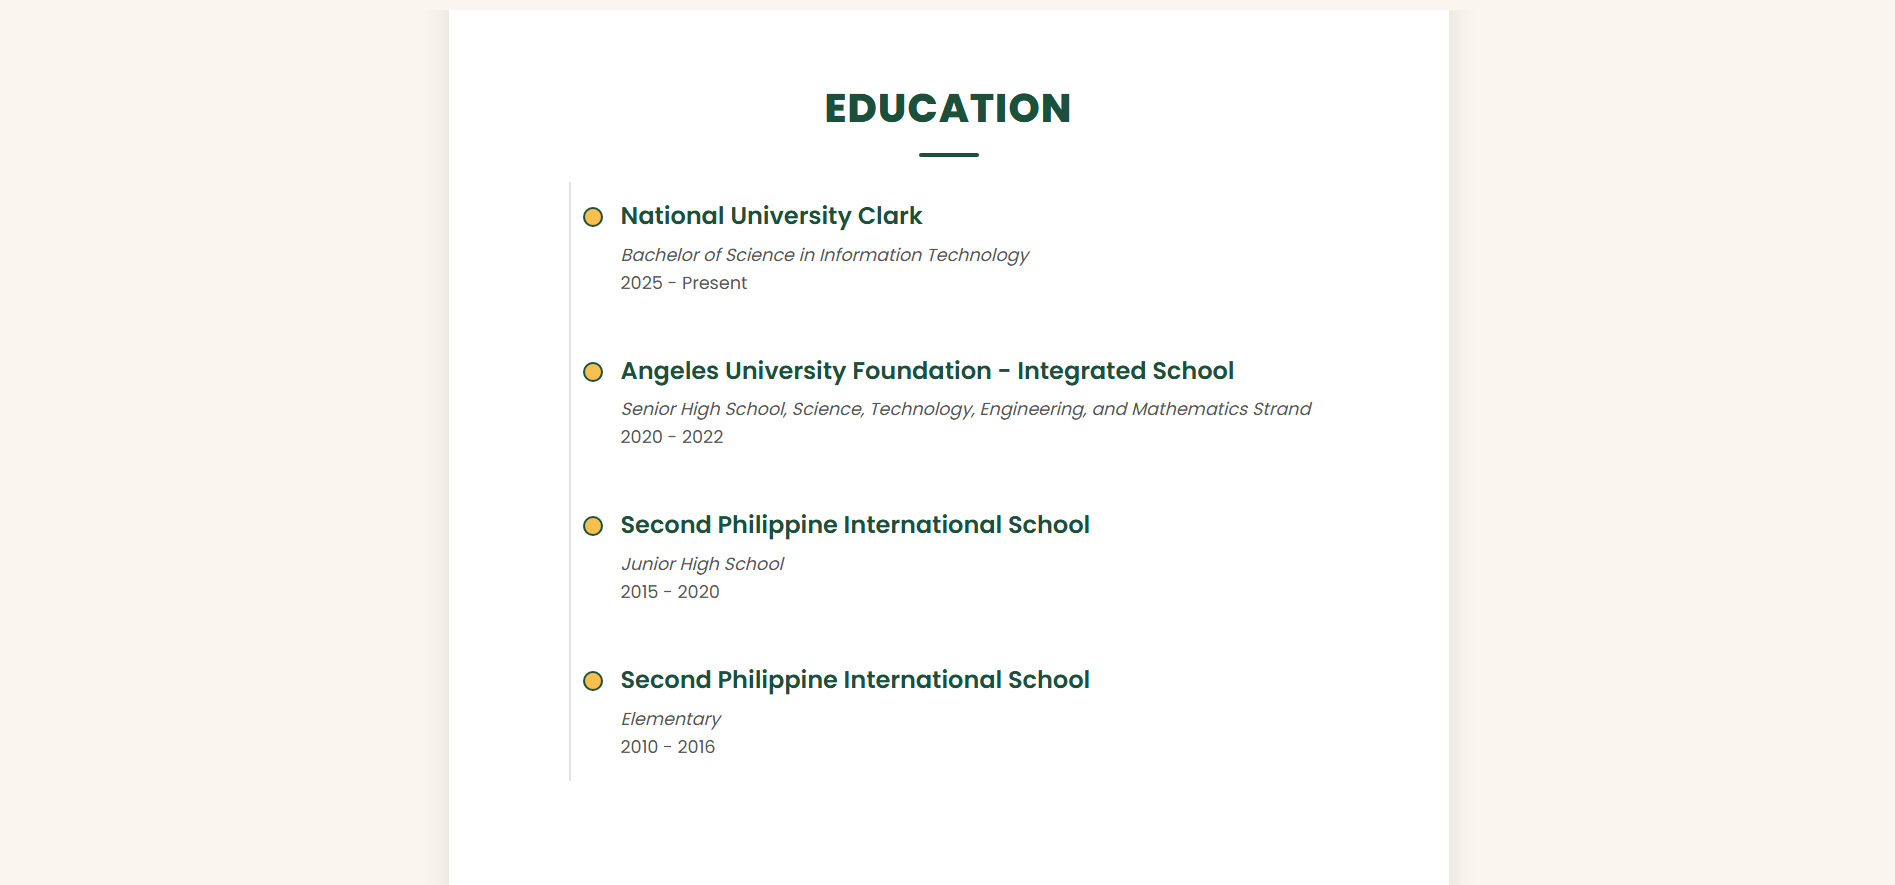 EDUCATION
National University Clark
Bachelor of Science in Information Technology
2025 - Present
Angeles University Foundation - Integrated School
Senior High School, Science, Technology, Engineering, and Mathematics Strand
2020 - 2022
Second Philippine International School
Junior High School
2015 - 2020
Second Philippine International School
Elementary
2010 - 2016